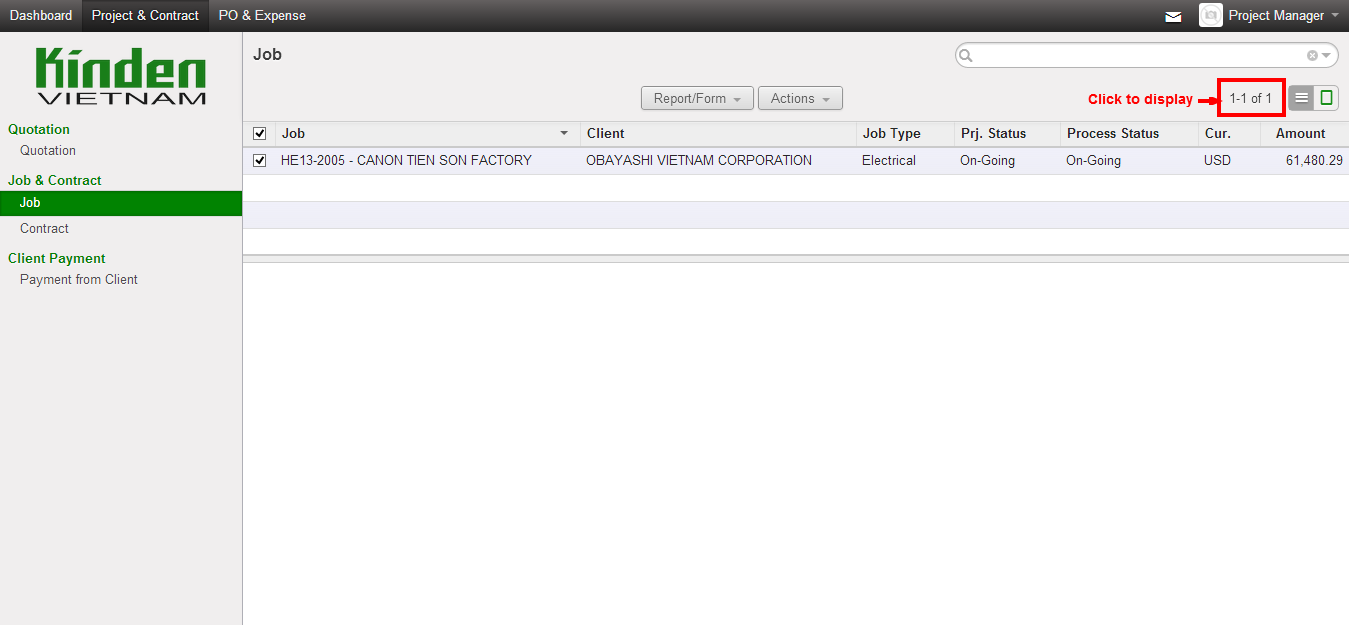 Dashboard Project & Contract PO & Expense Project Manager
Kinden
VIETNAM
Quotation
Quotation
Job & Contract
Job
Contract
Client Payment
Payment from Client
Job
Report/Form Actions Click to display 1-1 of 1
Job Client Job Type Prj. Status Process Status Cur. Amount
HE13-2005 - CANON TIEN SON FACTORY OBAYASHI VIETNAM CORPORATION Electrical On-Going On-Going USD 61,480.29